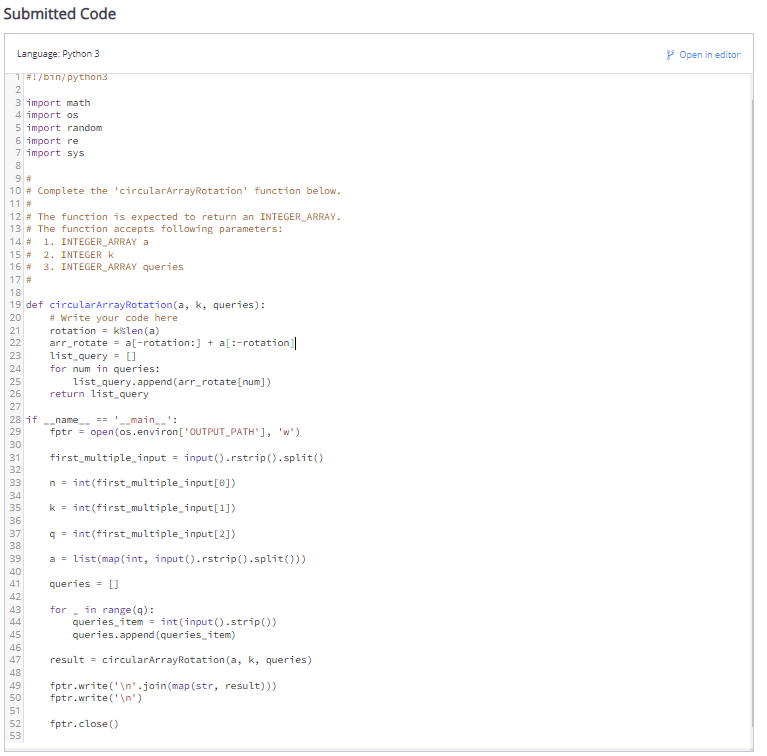 Submitted Code
Language: Python 3
Open in editor
1 #!/bin/python3
2
3 import math
4 import os
5 import random
6 import re
7 import sys
8
9 #
10 # Complete the 'circularArrayRotation' function below.
11 #
12 # The function is expected to return an INTEGER_ARRAY.
13 # The function accepts following parameters:
14 #  1. INTEGER_ARRAY a
15 #  2. INTEGER k
16 #  3. INTEGER_ARRAY queries
17 #
18
19 def circularArrayRotation(a, k, queries):
20     # Write your code here
21     rotation = k%len(a)
22     arr_rotate = a[-rotation:] + a[:-rotation]
23     list_query = []
24     for num in queries:
25         list_query.append(arr_rotate[num])
26     return list_query
27
28 if __name__ == '__main__':
29     fptr = open(os.environ['OUTPUT_PATH'], 'w')
30
31     first_multiple_input = input().rstrip().split()
32
33     n = int(first_multiple_input[0])
34
35     k = int(first_multiple_input[1])
36
37     q = int(first_multiple_input[2])
38
39     a = list(map(int, input().rstrip().split()))
40
41     queries = []
42
43     for _ in range(q):
44         queries_item = int(input().strip())
45         queries.append(queries_item)
46
47     result = circularArrayRotation(a, k, queries)
48
49     fptr.write('\n'.join(map(str, result)))
50     fptr.write('\n')
51
52     fptr.close()
53